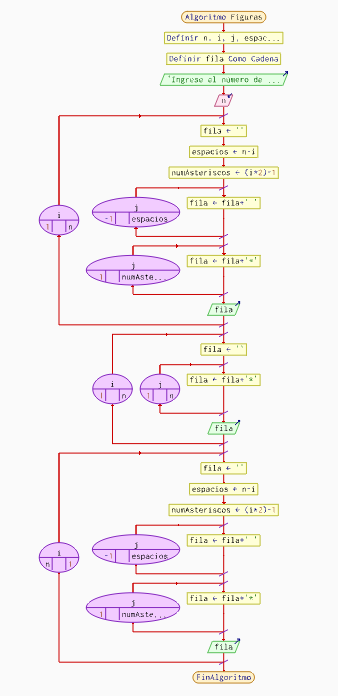 Algoritmo Figuras
Definir n, i, j, espac...
Definir fila Como Cadena
'Ingrese el número de ...
n
fila ← ''
espacios ← n-i
numAsteriscos ← (i*2)-1
fila ← fila+' '
j
-1 espacios
i
1 n
fila ← fila+'*'
j
1 numAste...
fila
fila ← ''
fila ← fila+'*'
i
1 n
j
1 n
fila
fila ← ''
espacios ← n-i
numAsteriscos ← (i*2)-1
fila ← fila+' '
j
-1 espacios
i
n 1
fila ← fila+'*'
j
1 numAste...
fila
FinAlgoritmo